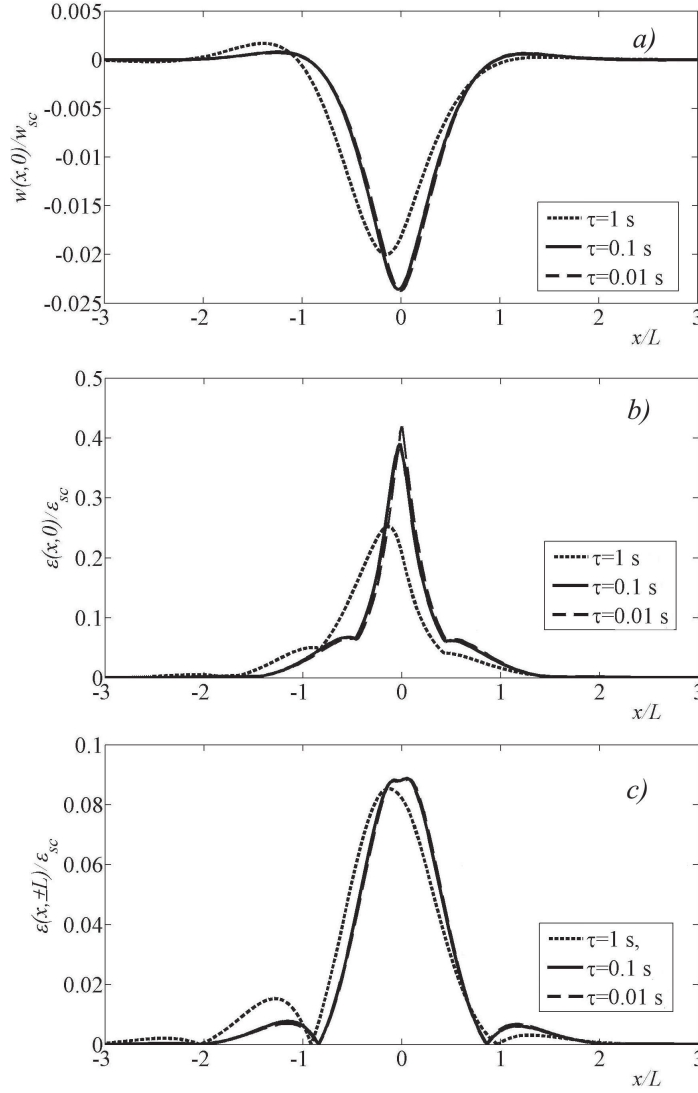 a)
0.005
0
-0.005
-0.01
-0.015
-0.02
-0.025
w(x,0)/w_sc
-3 -2 -1 0 1 2 3
x/L
τ=1 s
τ=0.1 s
τ=0.01 s
b)
0.5
0.4
0.3
0.2
0.1
0
ε(x,0)/ε_sc
-3 -2 -1 0 1 2 3
x/L
τ=1 s
τ=0.1 s
τ=0.01 s
c)
0.1
0.08
0.06
0.04
0.02
0
ε(x,±L)/ε_sc
-3 -2 -1 0 1 2 3
x/L
τ=1 s,
τ=0.1 s
τ=0.01 s